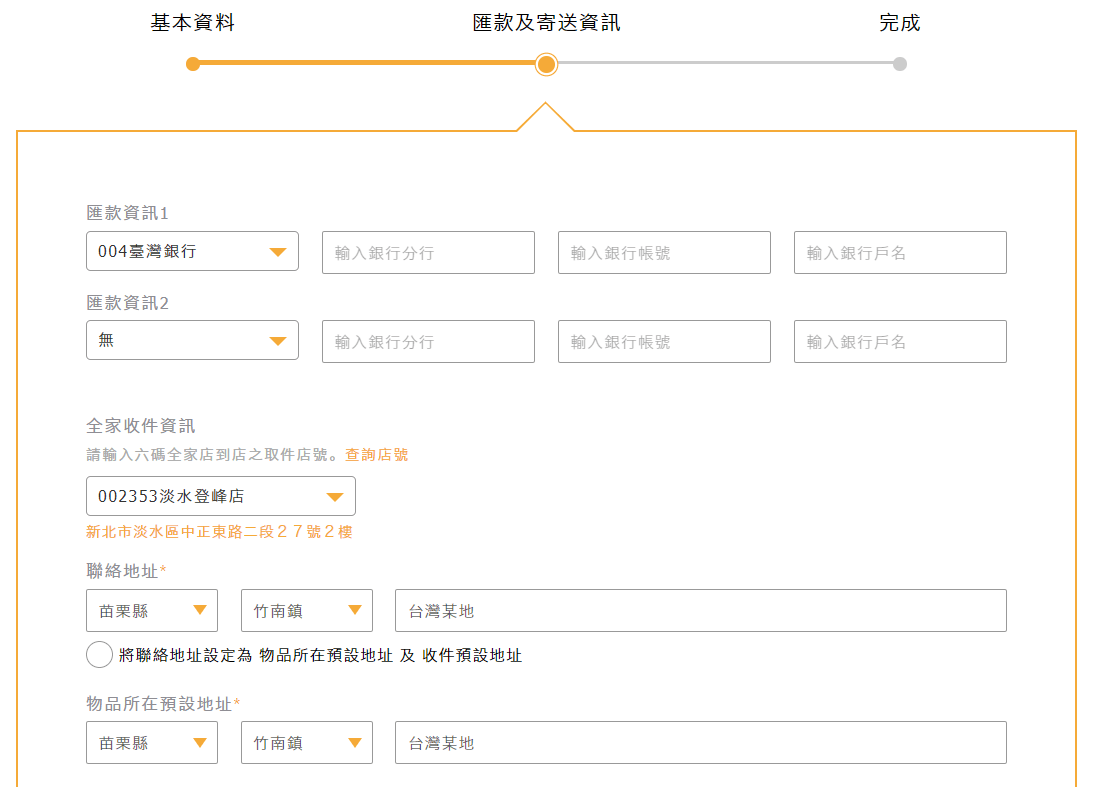 基本資料 匯款及寄送資訊 完成
匯款資訊1
004臺灣銀行 輸入銀行分行 輸入銀行帳號 輸入銀行戶名
匯款資訊2
無 輸入銀行分行 輸入銀行帳號 輸入銀行戶名
全家收件資訊
請輸入六碼全家店到店之取件店號。查詢店號
002353淡水登峰店
新北市淡水區中正東路二段２７號２樓
聯絡地址*
苗栗縣 竹南鎮 台灣某地
將聯絡地址設定為 物品所在預設地址 及 收件預設地址
物品所在預設地址*
苗栗縣 竹南鎮 台灣某地